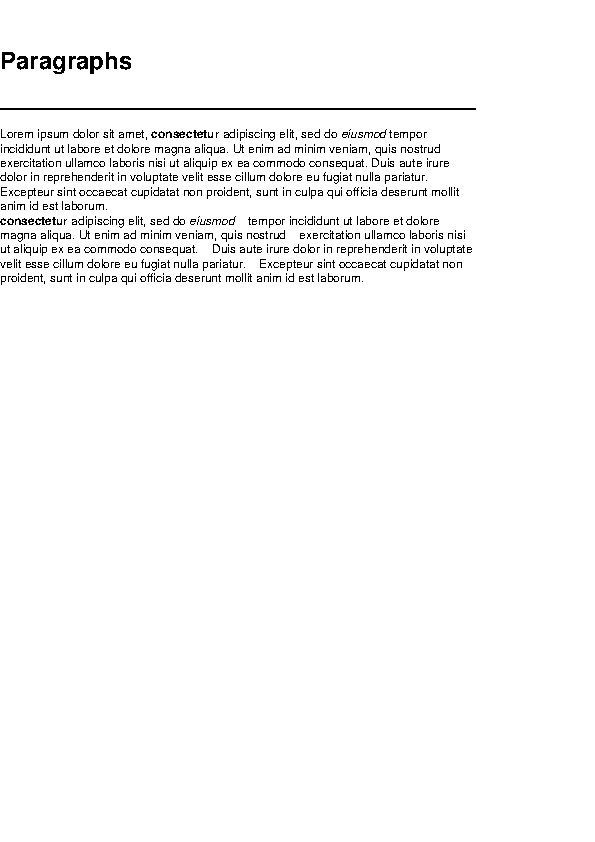 Paragraphs
Lorem ipsum dolor sit amet, consectetur adipiscing elit, sed do eiusmod tempor
incididunt ut labore et dolore magna aliqua. Ut enim ad minim veniam, quis nostrud
exercitation ullamco laboris nisi ut aliquip ex ea commodo consequat. Duis aute irure
dolor in reprehenderit in voluptate velit esse cillum dolore eu fugiat nulla pariatur.
Excepteur sint occaecat cupidatat non proident, sunt in culpa qui officia deserunt mollit
anim id est laborum.
consectetur adipiscing elit, sed do eiusmod tempor incididunt ut labore et dolore
magna aliqua. Ut enim ad minim veniam, quis nostrud exercitation ullamco laboris nisi
ut aliquip ex ea commodo consequat. Duis aute irure dolor in reprehenderit in voluptate
velit esse cillum dolore eu fugiat nulla pariatur. Excepteur sint occaecat cupidatat non
proident, sunt in culpa qui officia deserunt mollit anim id est laborum.